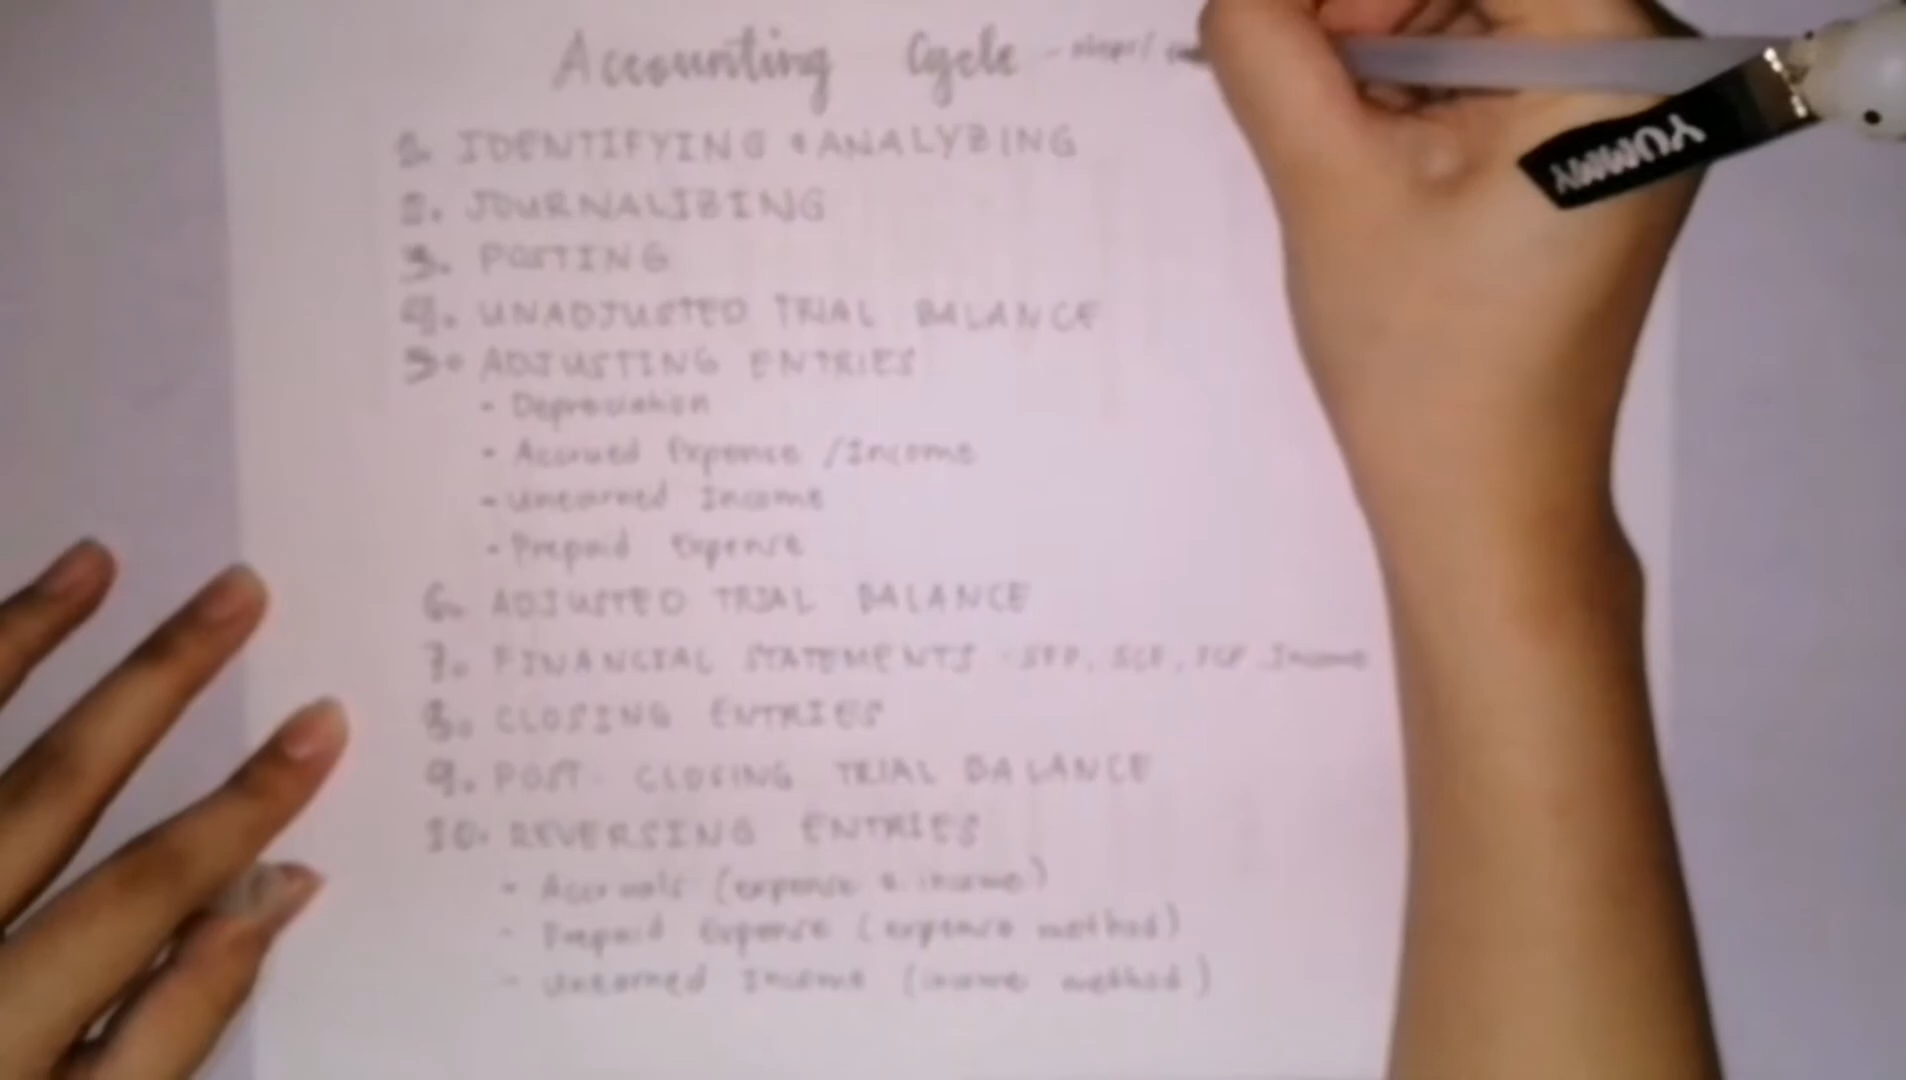 Accounting Cycle -
1. IDENTIFYING & ANALYZING
2. JOURNALIZING
3. POSTING
4. UNADJUSTED TRIAL BALANCE
5. ADJUSTING ENTRIES
- Depreciation
- Accrued Expense /Income
- Unearned Income
- Prepaid Expense
6. ADJUSTED TRIAL BALANCE
7. FINANCIAL STATEMENTS - SFP, Income
8. CLOSING ENTRIES
9. POST-CLOSING TRIAL BALANCE
10. REVERSING ENTRIES
- Accruals (expense & income)
- Prepaid Expense (expense method)
- Unearned Income (income method)
YUMMY